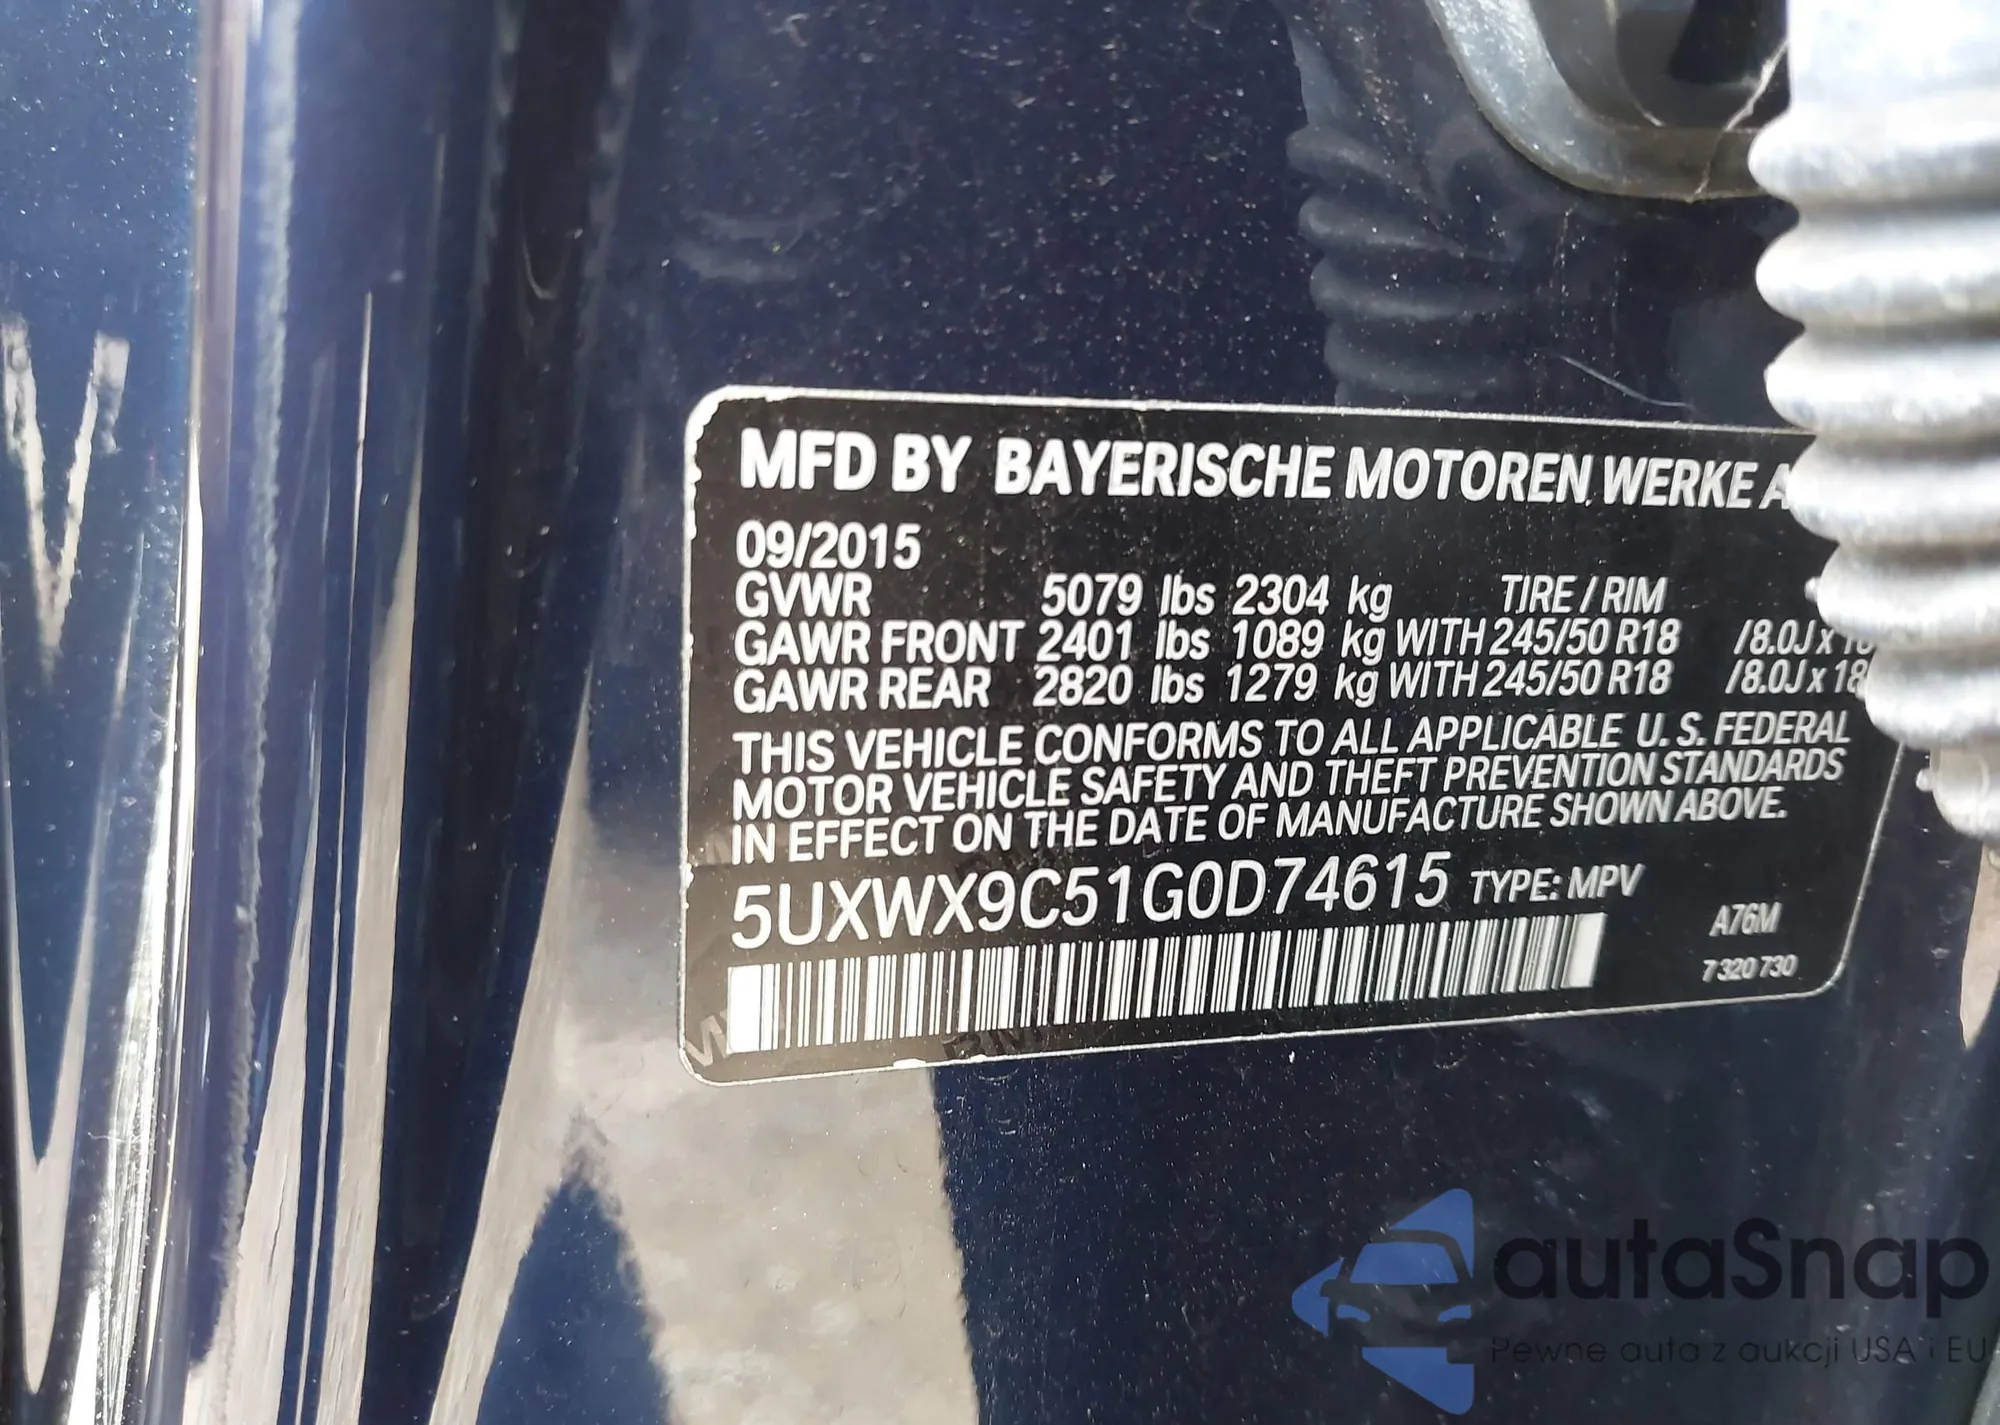 MFD BY BAYERISCHE MOTOREN WERKE
09/2015
GVWR 5079 lbs 2304 kg TIRE / RIM
GAWR FRONT 2401 lbs 1089 kg WITH 245/50 R18 /8.0J x
GAWR REAR 2820 lbs 1279 kg WITH 245/50 R18 /8.0J x 18
THIS VEHICLE CONFORMS TO ALL APPLICABLE U. S. FEDERAL
MOTOR VEHICLE SAFETY AND THEFT PREVENTION STANDARDS
IN EFFECT ON THE DATE OF MANUFACTURE SHOWN ABOVE.
5UXWX9C51G0D74615 TYPE: MPV
A76M
7 320 730
autaSnap
Pewne auta z aukcji USA i EU